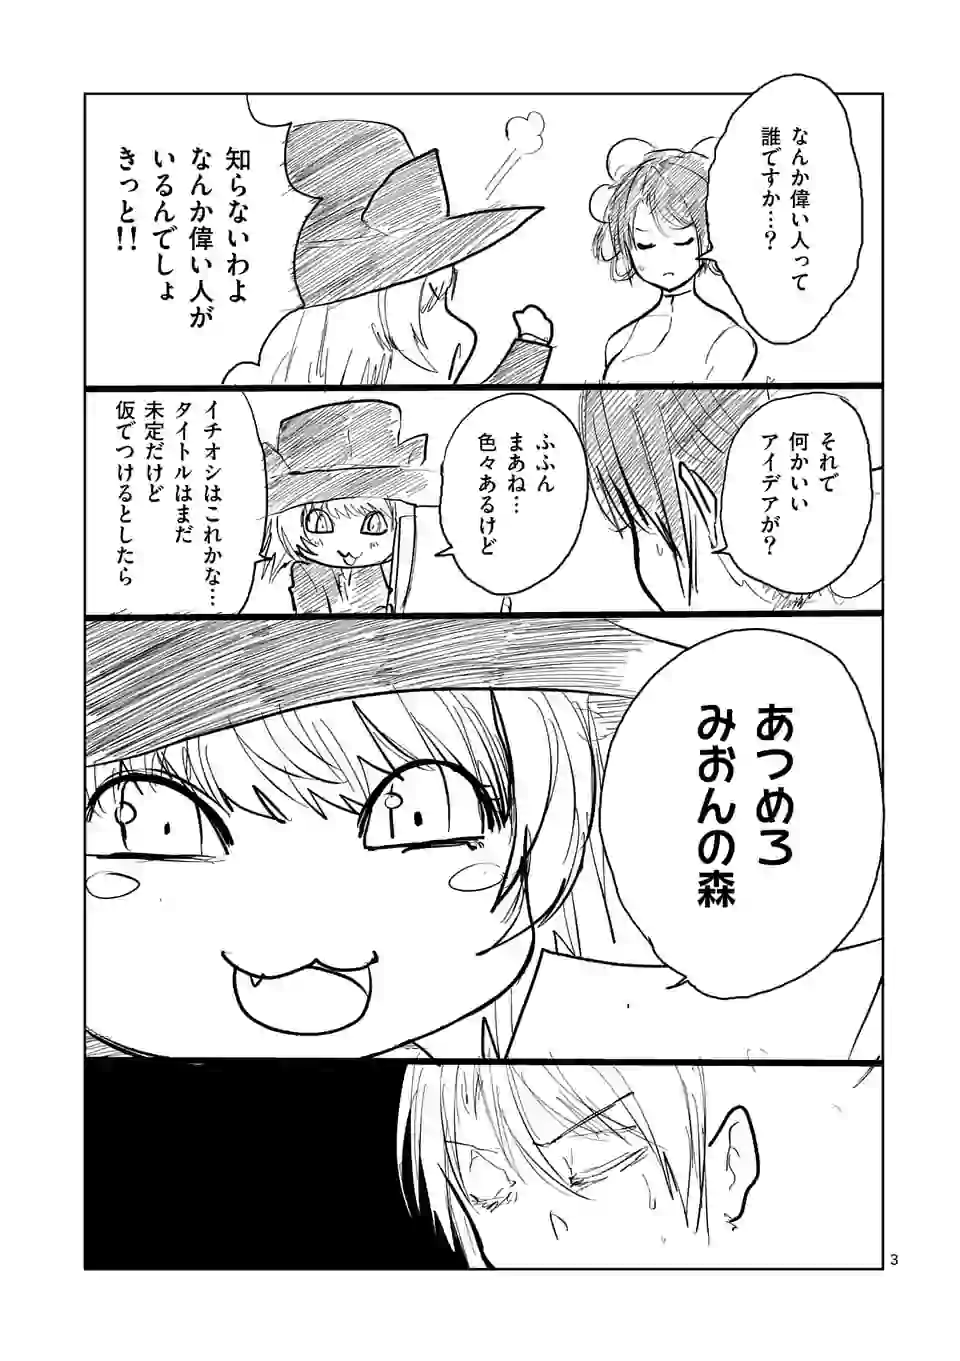 なんか偉い人って
誰ですか…?
知らないわよ
なんか偉い人が
いるんでしょ
きっと!!
それで
何かいい
アイデアが?
ふふん
まあね…
色々あるけど
イチオシはこれかな…
タイトルはまだ
未定だけど
仮でつけるとしたら
あつめろ
みおんの森
3